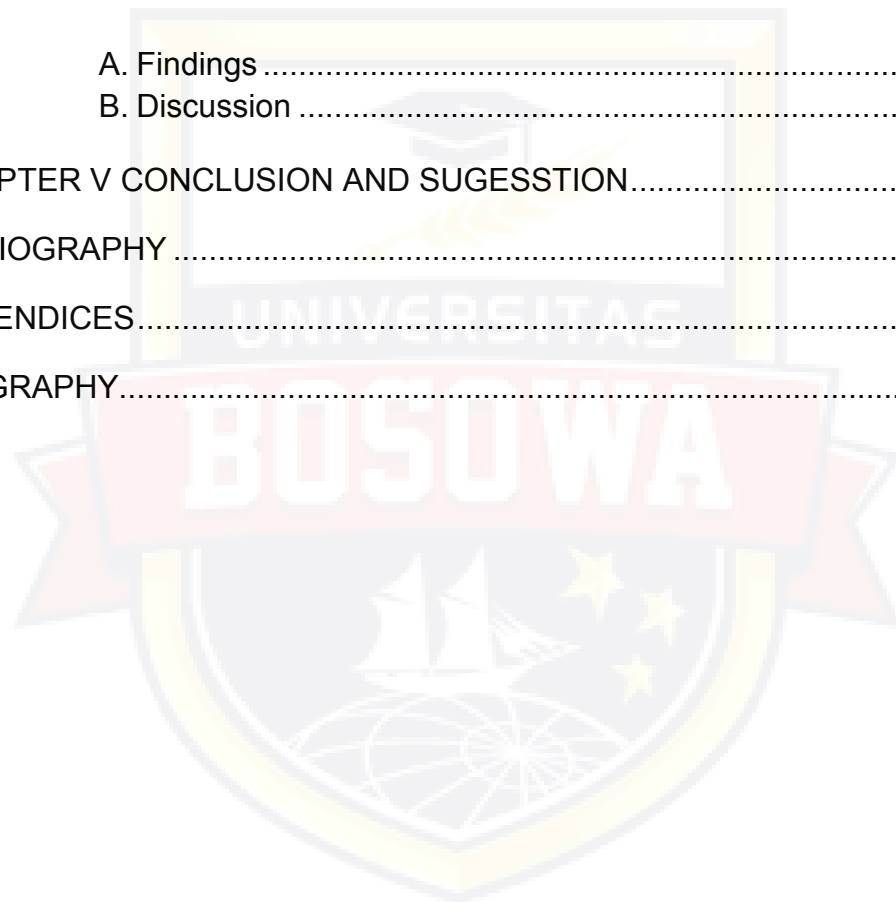 A. Findings ................................................................................
B. Discussion ............................................................................
PTER V CONCLUSION AND SUGESSTION..............................
IOGRAPHY ................................................................................
ENDICES....................................................................................
GRAPHY......................................................................................
UNIVERSITAS
BOSOWA